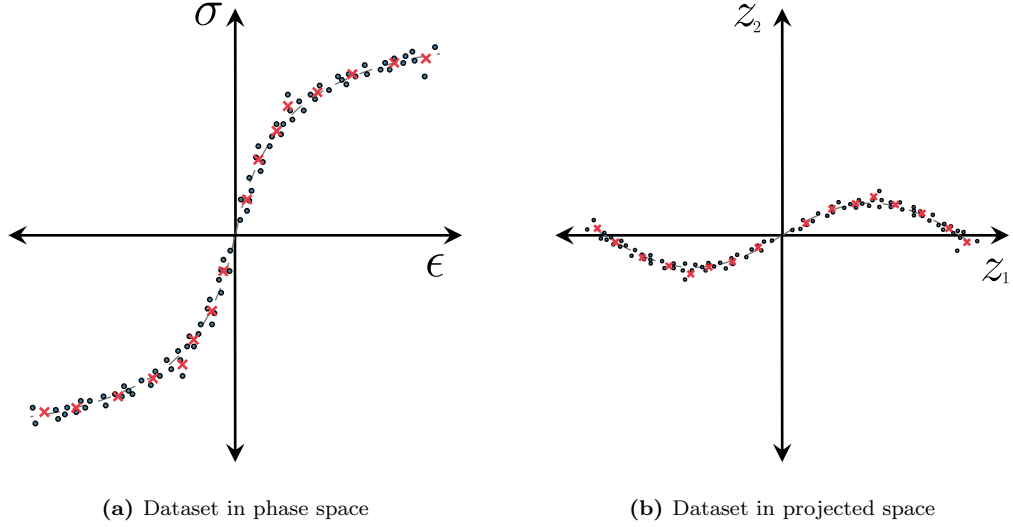 σ
ϵ
z₂
z₁
(a) Dataset in phase space
(b) Dataset in projected space